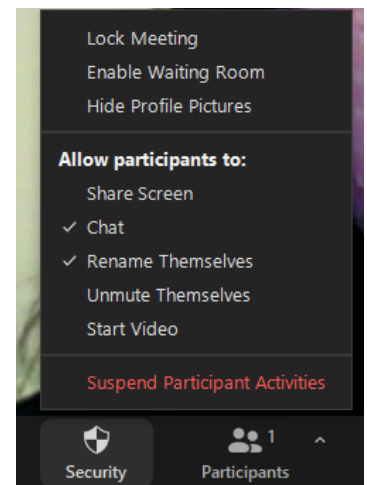 Lock Meeting
Enable Waiting Room
Hide Profile Pictures
Allow participants to:
Share Screen
Chat
Rename Themselves
Unmute Themselves
Start Video
Suspend Participant Activities
1
Security
Participants